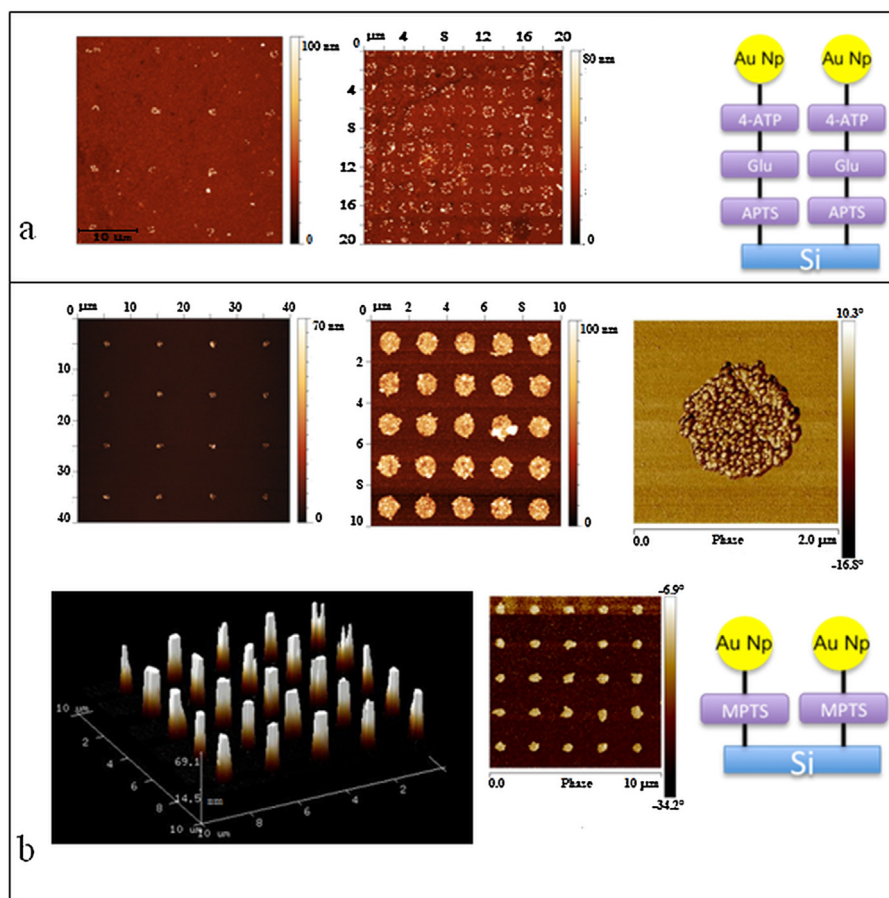 100 nm
0
10 µm
a
µm 4 8 12 16 20
0
4
8
12
16
20
80 nm
0
Au Np Au Np
4-ATP 4-ATP
Glu Glu
APTS APTS
Si
µm 10 20 30 40
0
10
20
30
40
70 nm
0
µm 2 4 6 8 10
0
2
4
6
8
10
100 nm
0
10.3°
-16.8°
0.0 Phase 2.0 µm
10 µm
2
4
6
8
10 um
10 um
8
6
4
2
69.1
14.5 nm
b
-6.9°
-34.2°
0.0 Phase 10 µm
Au Np Au Np
MPTS MPTS
Si